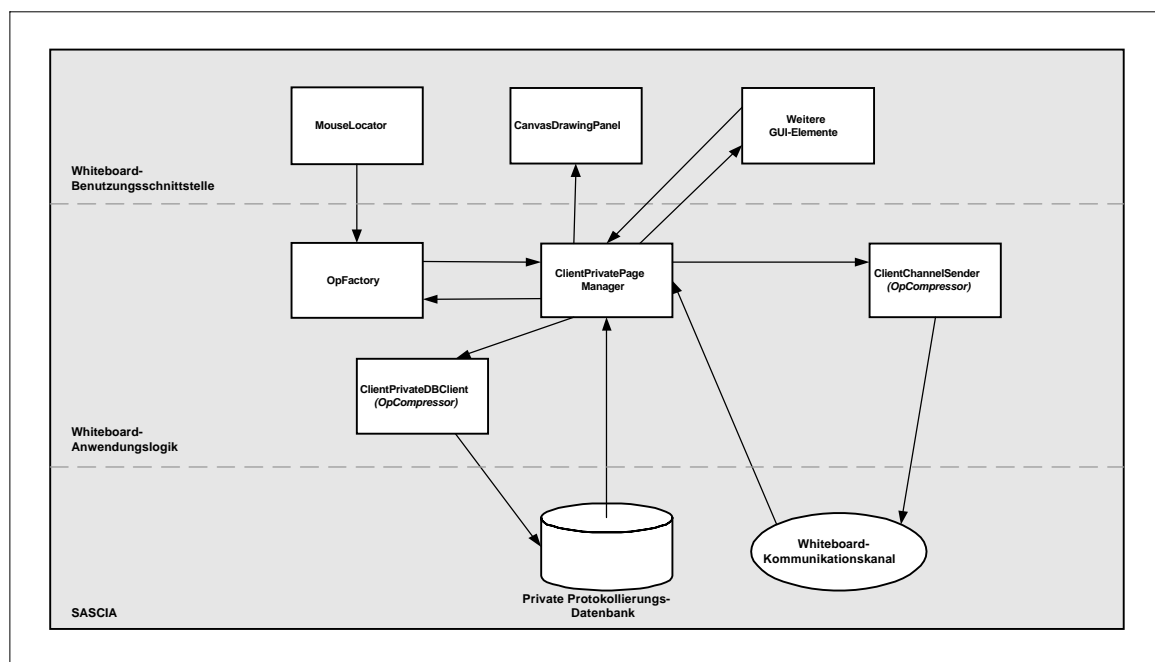 MouseLocator
CanvasDrawingPanel
Weitere
GUI-Elemente
Whiteboard-
Benutzungsschnittstelle
OpFactory
ClientPrivatePage
Manager
ClientChannelSender
(OpCompressor)
ClientPrivateDBClient
(OpCompressor)
Whiteboard-
Anwendungslogik
Whiteboard-
Kommunikationskanal
Private Protokollierungs-
Datenbank
SASCIA